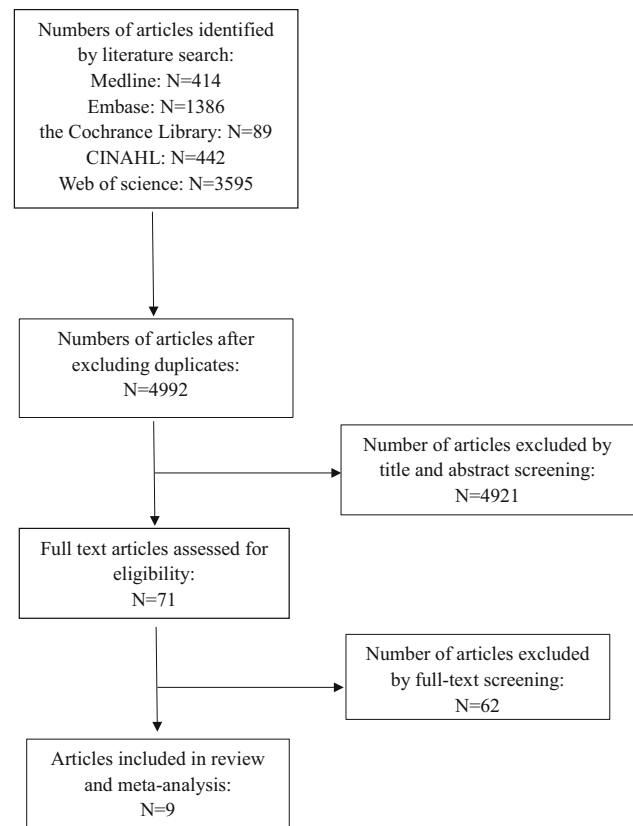 Numbers of articles identified
by literature search:
Medline: N=414
Embase: N=1386
the Cochrance Library: N=89
CINAHL: N=442
Web of science: N=3595
Numbers of articles after
excluding duplicates:
N=4992
Number of articles excluded by
title and abstract screening:
N=4921
Full text articles assessed for
eligibility:
N=71
Number of articles excluded
by full-text screening:
N=62
Articles included in review
and meta-analysis:
N=9